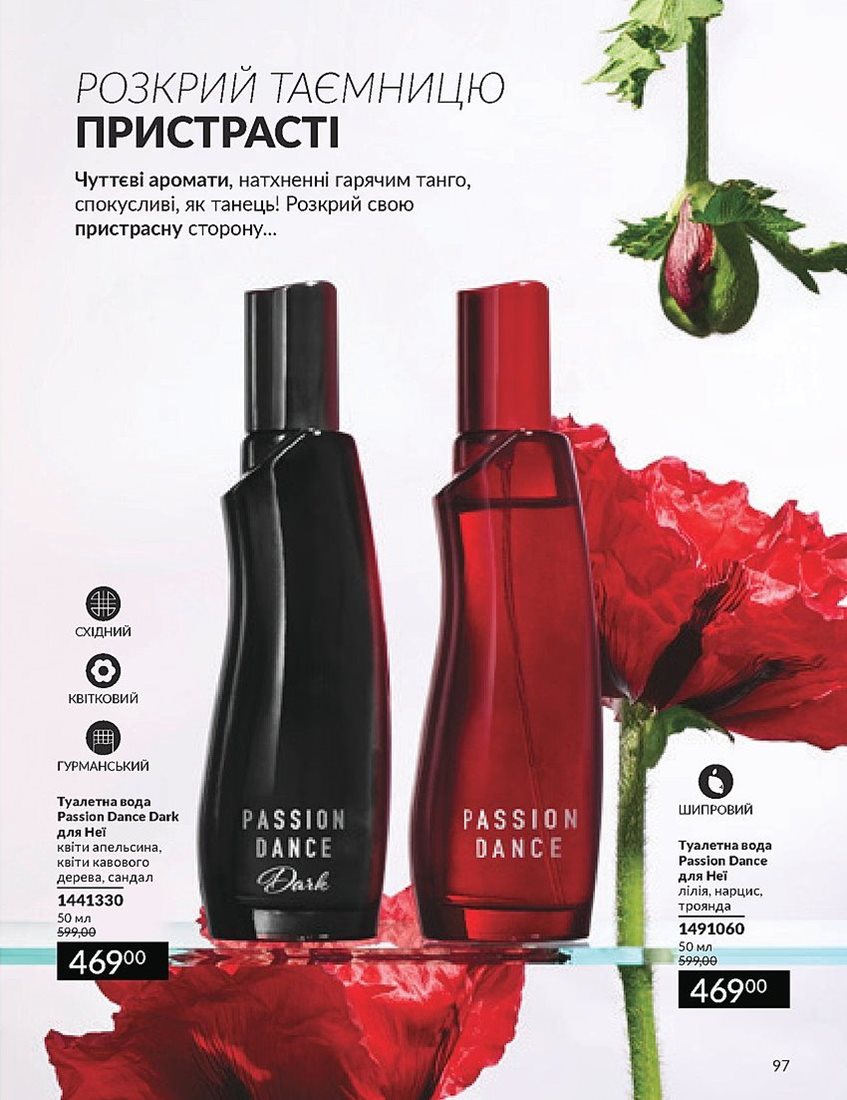 РОЗКРИЙ ТАЄМНИЦЮ
ПРИСТРАСТІ
Чуттєві аромати, натхненні гарячим танго,
спокусливі, як танець! Розкрий свою
пристрасну сторону...
СХІДНИЙ
КВІТКОВИЙ
ГУРМАНСЬКИЙ
Туалетна вода
Passion Dance Dark
для Неї
квіти апельсина,
квіти кавового
дерева, сандал
1441330
50 мл
599,00
46900
PASSION
DANCE
Dark
PASSION
DANCE
ШИПРОВИЙ
Туалетна вода
Passion Dance
для Неї
лілія, нарцис,
троянда
1491060
50 мл
599,00
46900
97